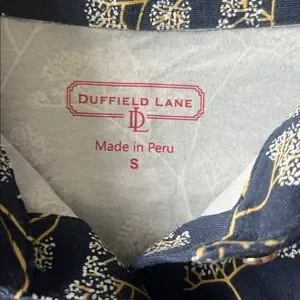 DUFFIELD LANE
DL
Made in Peru
S